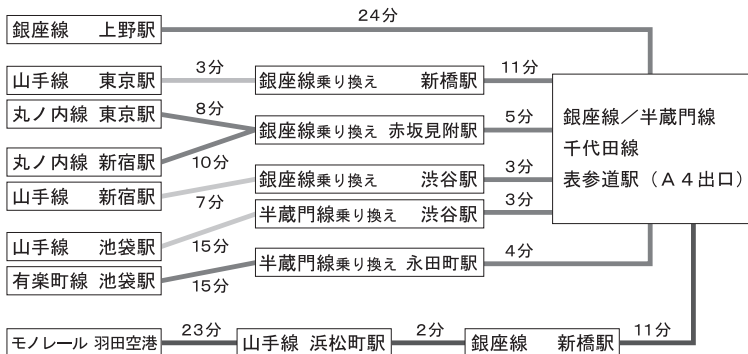 24分
銀座線 上野駅
山手線 東京駅
3分
銀座線乗り換え 新橋駅
11分
丸ノ内線 東京駅
8分
銀座線乗り換え 赤坂見附駅
5分
丸ノ内線 新宿駅
10分
銀座線乗り換え 渋谷駅
3分
山手線 新宿駅
7分
半蔵門線乗り換え 渋谷駅
3分
山手線 池袋駅
15分
半蔵門線乗り換え 永田町駅
4分
有楽町線 池袋駅
15分
銀座線/半蔵門線
千代田線
表参道駅(A4出口)
モノレール 羽田空港
23分
山手線 浜松町駅
2分
銀座線 新橋駅
11分